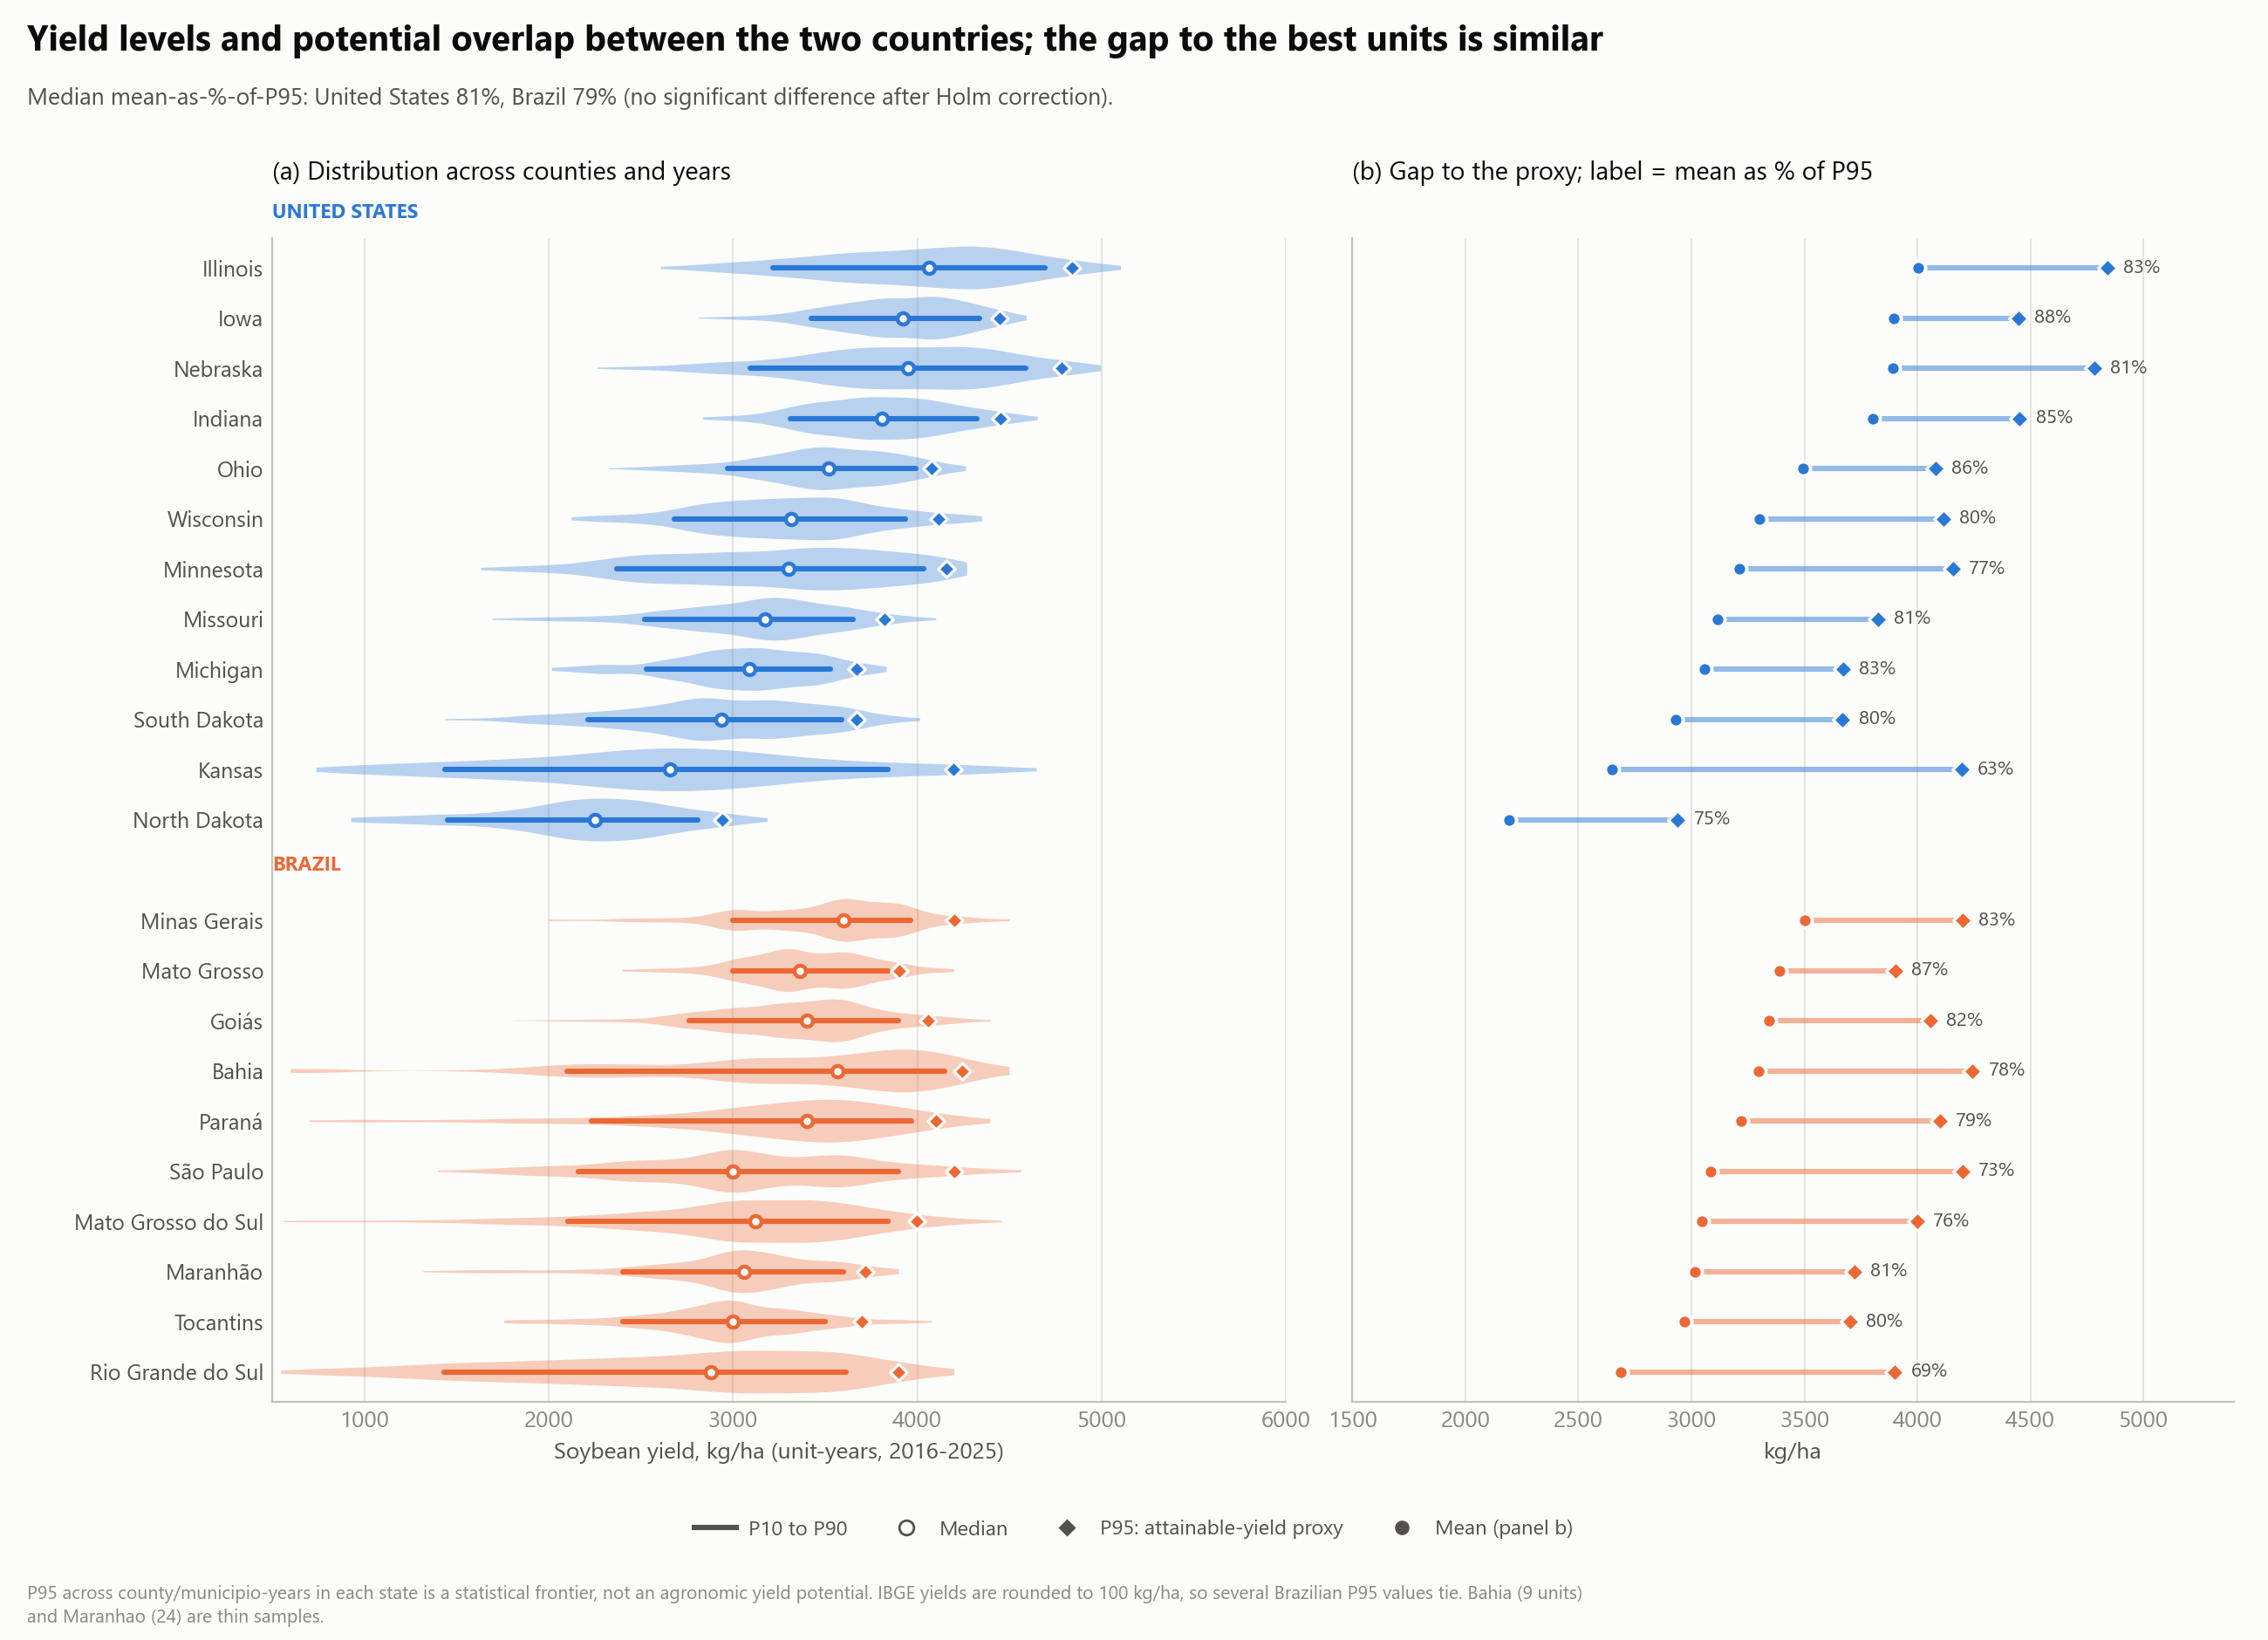 Yield levels and potential overlap between the two countries; the gap to the best units is similar
Median mean-as-%-of-P95: United States 81%, Brazil 79% (no significant difference after Holm correction).
(a) Distribution across counties and years
UNITED STATES
Illinois
Iowa
Nebraska
Indiana
Ohio
Wisconsin
Minnesota
Missouri
Michigan
South Dakota
Kansas
North Dakota
BRAZIL
Minas Gerais
Mato Grosso
Goiás
Bahia
Paraná
São Paulo
Mato Grosso do Sul
Maranhão
Tocantins
Rio Grande do Sul
1000 2000 3000 4000 5000 6000
Soybean yield, kg/ha (unit-years, 2016-2025)
(b) Gap to the proxy; label = mean as % of P95
83%
88%
81%
85%
86%
80%
77%
81%
83%
80%
63%
75%
83%
87%
82%
78%
79%
73%
76%
81%
80%
69%
1500 2000 2500 3000 3500 4000 4500 5000
kg/ha
P10 to P90 Median P95: attainable-yield proxy Mean (panel b)
P95 across county/municipio-years in each state is a statistical frontier, not an agronomic yield potential. IBGE yields are rounded to 100 kg/ha, so several Brazilian P95 values tie. Bahia (9 units)
and Maranhao (24) are thin samples.